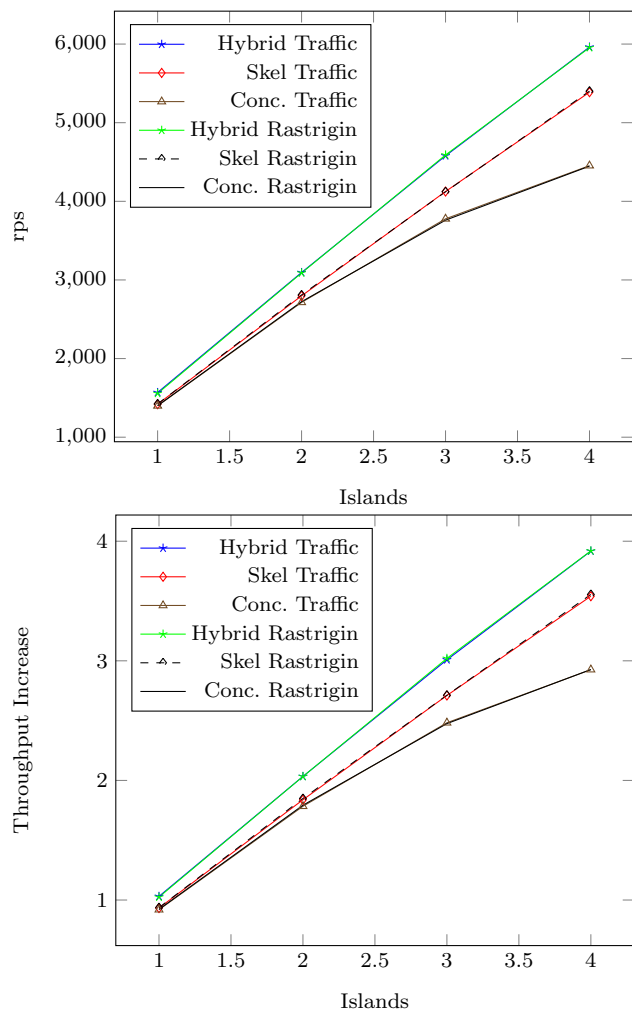 6,000
5,000
4,000
3,000
2,000
1,000
rps
Hybrid Traffic
Skel Traffic
Conc. Traffic
Hybrid Rastrigin
Skel Rastrigin
Conc. Rastrigin
1 1.5 2 2.5 3 3.5 4
Islands
4
3
2
1
Throughput Increase
Hybrid Traffic
Skel Traffic
Conc. Traffic
Hybrid Rastrigin
Skel Rastrigin
Conc. Rastrigin
1 1.5 2 2.5 3 3.5 4
Islands